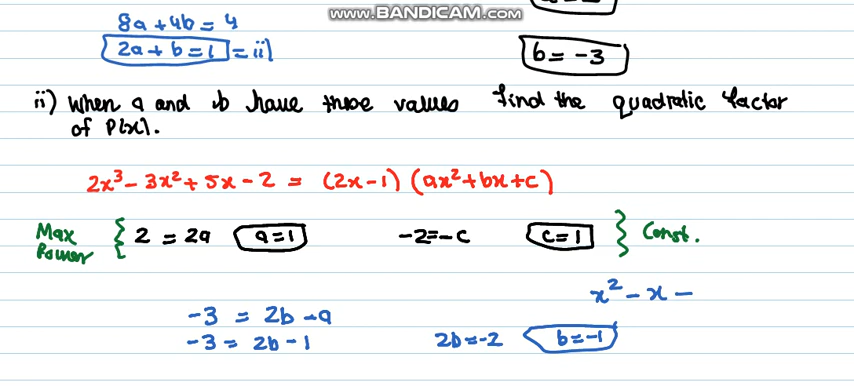 www.BANDICAM.com
8a + 4b = 4
2a + b = 1 = ii)
b = -3
ii) When a and b have these values find the quadratic factor
of P(x).
2x³ - 3x² + 5x - 2 = (2x - 1) (ax² + bx + c)
Max Power { 2 = 2a a = 1 -2 = -c c = 1 } Const.
x² - x -
-3 = 2b - a
-3 = 2b - 1 2b = -2 b = -1